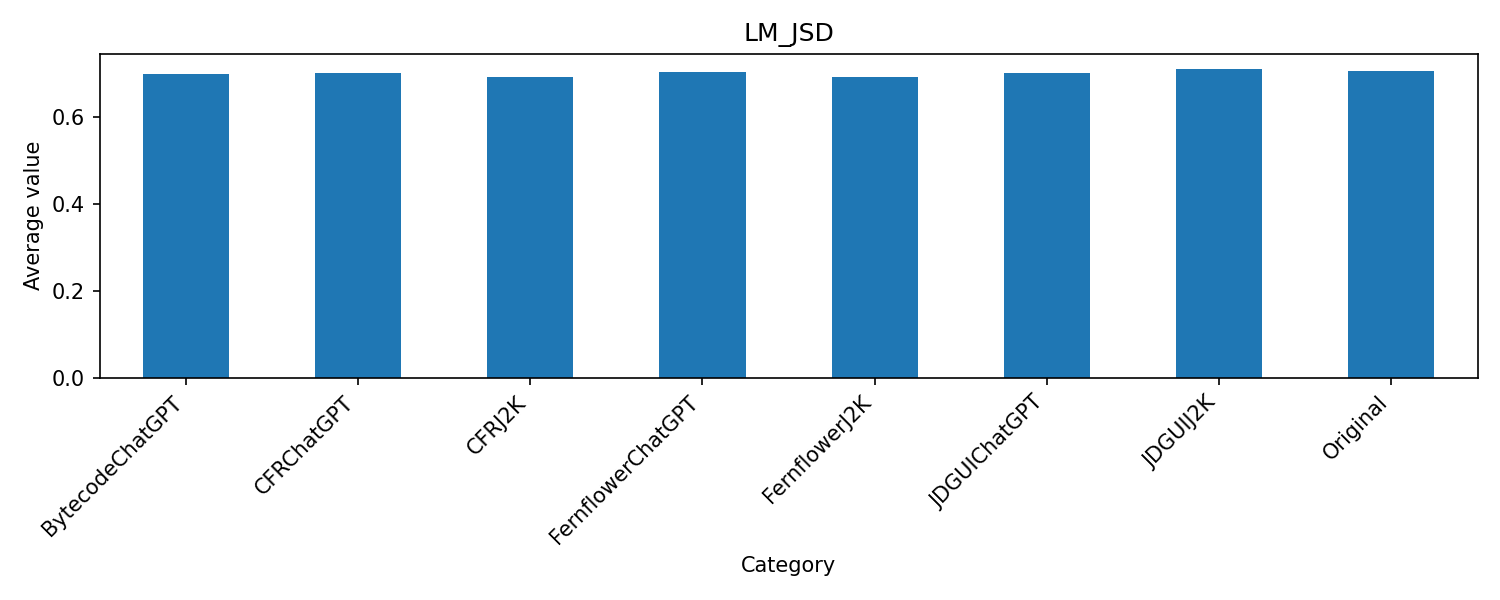 LM_JSD
Average value
0.6
0.4
0.2
0.0
BytecodeChatGPT
CFRChatGPT
CFRJ2K
FernflowerChatGPT
FernflowerJ2K
JDGUIChatGPT
JDGUIJ2K
Original
Category